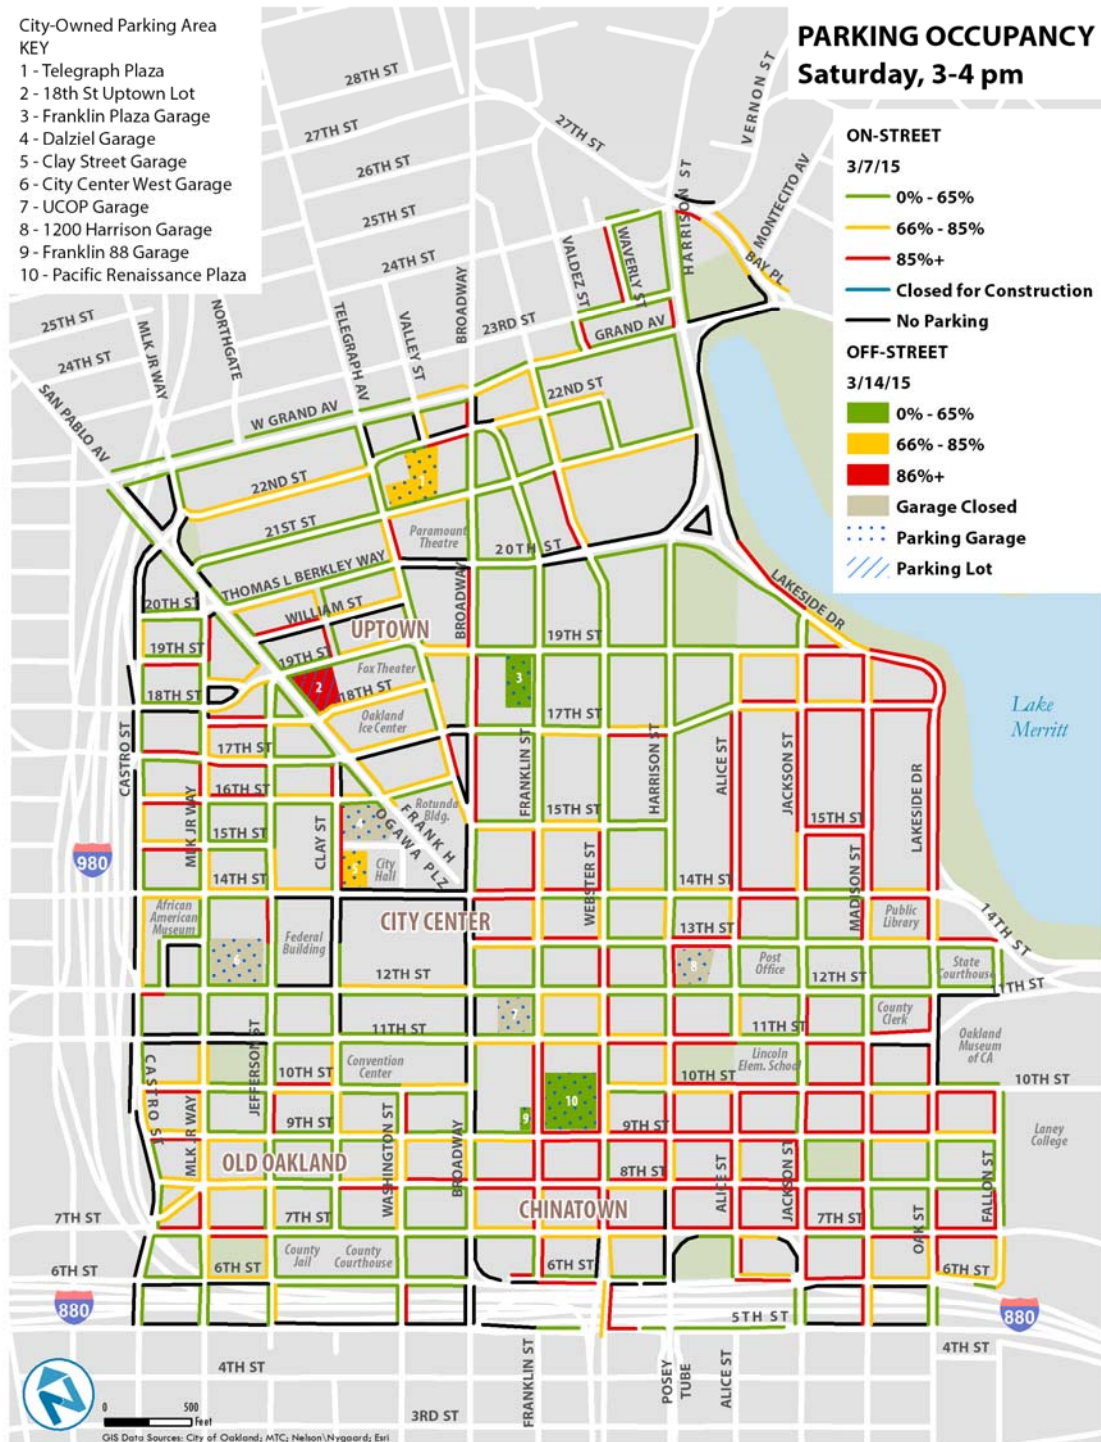 City-Owned Parking Area
KEY
1 - Telegraph Plaza
2 - 18th St Uptown Lot
3 - Franklin Plaza Garage
4 - Dalziel Garage
5 - Clay Street Garage
6 - City Center West Garage
7 - UCOP Garage
8 - 1200 Harrison Garage
9 - Franklin 88 Garage
10 - Pacific Renaissance Plaza
PARKING OCCUPANCY
Saturday, 3-4 pm
ON-STREET
3/7/15
0% - 65%
66% - 85%
85%+
Closed for Construction
No Parking
OFF-STREET
3/14/15
0% - 65%
66% - 85%
86%+
Garage Closed
Parking Garage
Parking Lot
28TH ST
27TH ST
27TH ST
VERNON ST
26TH ST
HARRISON ST
MONTECITO AV
25TH ST
WAVERLY ST
VALDEZ ST
24TH ST
BAY PL
BROADWAY
NORTHGATE
TELEGRAPH AV
VALLEY ST
23RD ST
GRAND AV
25TH ST
MLK JR WAY
24TH ST
SAN PABLO AV
W GRAND AV
22ND ST
22ND ST
1
21ST ST
Paramount
Theatre
20TH ST
THOMAS L BERKLEY WAY
BROADWAY
LAKESIDE DR
20TH ST
WILLIAM ST
UPTOWN
19TH ST
19TH ST
19TH ST
Fox Theater
2
18TH ST
3
18TH ST
Oakland
Ice Center
17TH ST
Lake
Merritt
CASTRO ST
17TH ST
FRANKLIN ST
HARRISON ST
ALICE ST
JACKSON ST
LAKESIDE DR
16TH ST
MLK JR WAY
Rotunda
Bldg.
15TH ST
15TH ST
15TH ST
CLAY ST
4
FRANK H
OGAWA PLZ
980
5
City
Hall
WEBSTER ST
MADISON ST
14TH ST
14TH ST
African
American
Museum
CITY CENTER
Public
Library
14TH ST
13TH ST
Federal
Building
6
8
Post
Office
State
Courthouse
12TH ST
12TH ST
11TH ST
7
County
Clerk
11TH ST
11TH ST
Oakland
Museum
of CA
JEFFERSON ST
Convention
Center
Lincoln
Elem. School
CASTRO ST
10TH ST
10TH ST
10TH ST
MLK JR WAY
WASHINGTON ST
BROADWAY
9
10
9TH ST
9TH ST
Laney
College
OLD OAKLAND
8TH ST
ALICE ST
JACKSON ST
FALLON ST
7TH ST
7TH ST
CHINATOWN
7TH ST
OAK ST
County
Jail
County
Courthouse
6TH ST
6TH ST
6TH ST
6TH ST
880
5TH ST
880
4TH ST
FRANKLIN ST
POSEY
TUBE
ALICE ST
4TH ST
3RD ST
0
500
Feet
GIS Data Sources: City of Oakland; MTC; Nelson\Nygaard; Esri